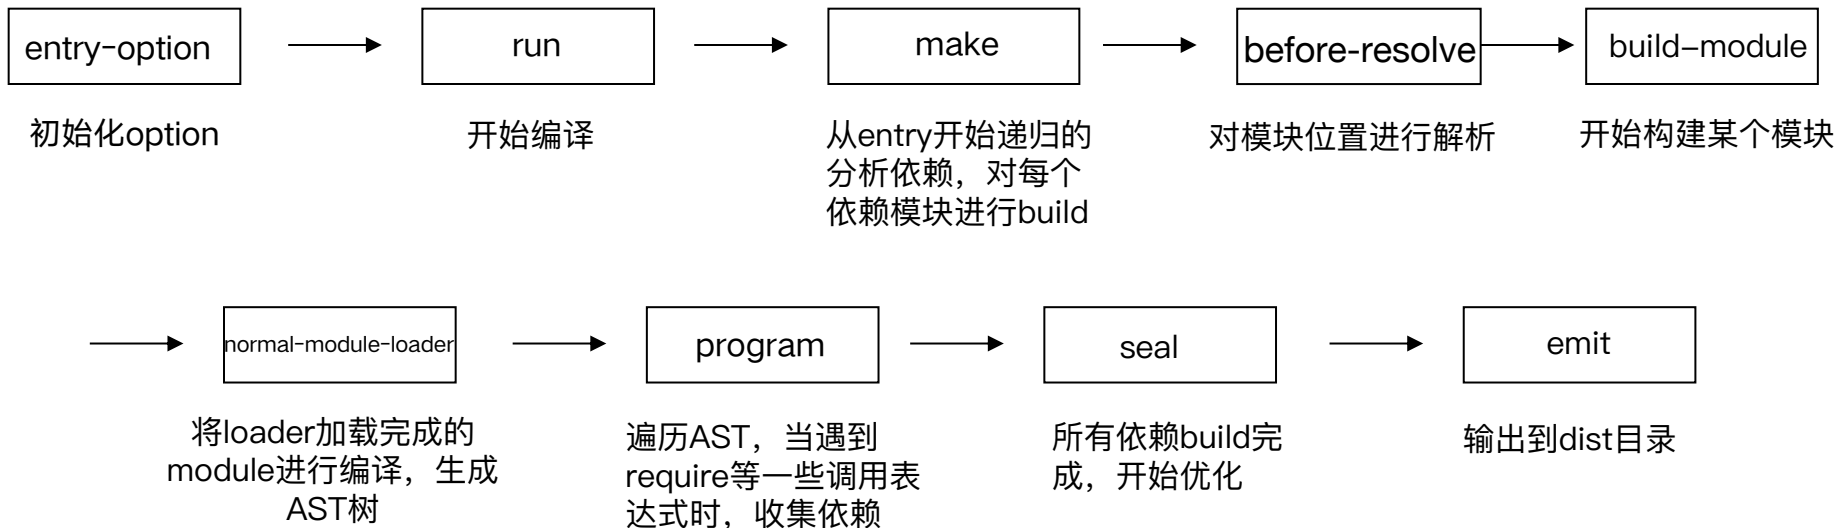 entry-option
run
make
before-resolve
build-module
初始化option
开始编译
从entry开始递归的
分析依赖，对每个
依赖模块进行build
对模块位置进行解析
开始构建某个模块
normal-module-loader
program
seal
emit
将loader加载完成的
module进行编译，生成
AST树
遍历AST，当遇到
require等一些调用表
达式时，收集依赖
所有依赖build完
成，开始优化
输出到dist目录